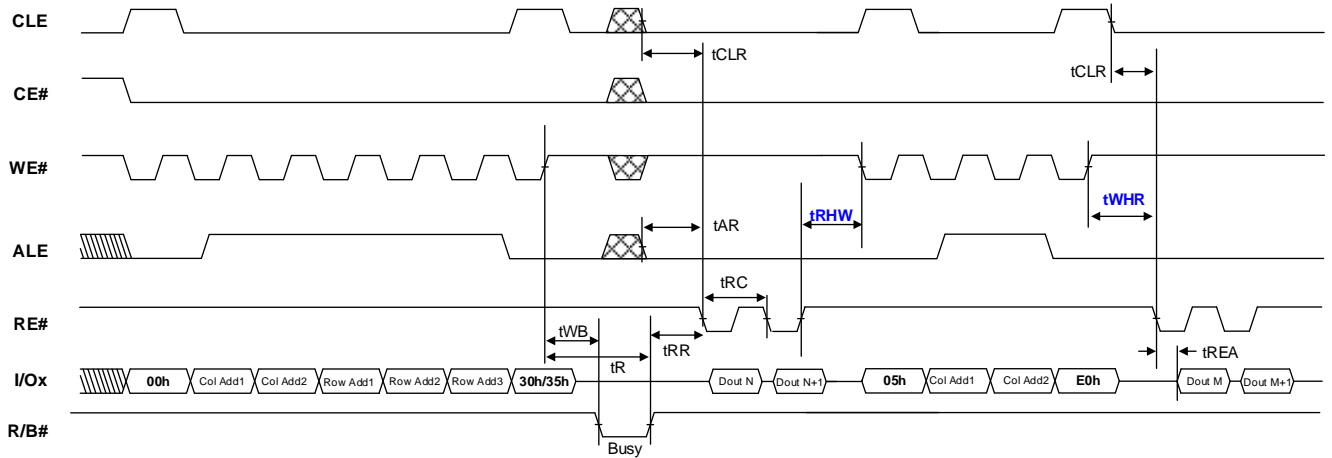 CLE
tCLR
tCLR
CE#
WE#
tRHW
tWHR
ALE
tAR
tRC
RE#
tWB
tRR
tR
tREA
I/Ox
00h Col Add1 Col Add2 Row Add1 Row Add2 Row Add3 30h/35h Dout N Dout N+1 05h Col Add1 Col Add2 E0h Dout M Dout M+1
R/B#
Busy